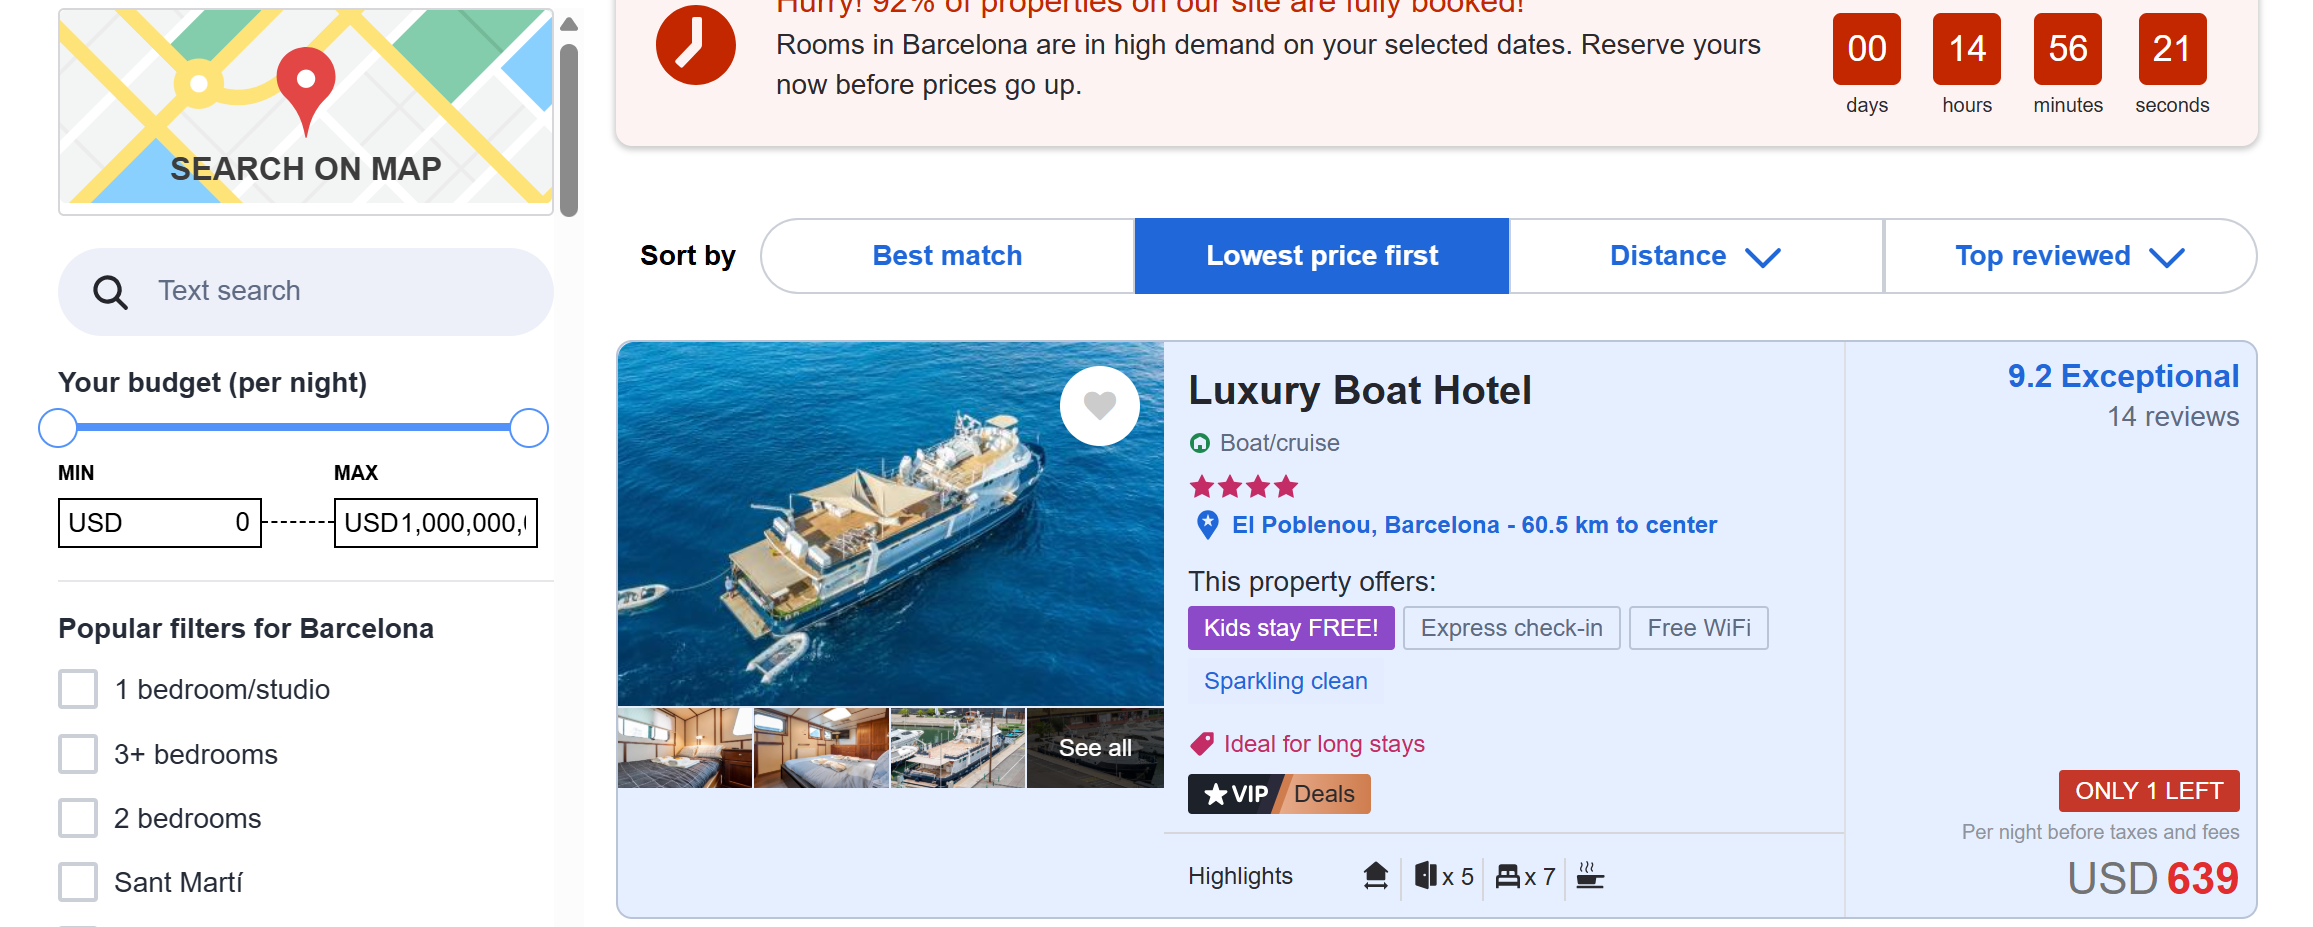 SEARCH ON MAP
Text search
Your budget (per night)
MIN
MAX
USD 0
USD1,000,000,
Popular filters for Barcelona
1 bedroom/studio
3+ bedrooms
2 bedrooms
Sant Martí
Hurry! 92% of properties on our site are fully booked!
Rooms in Barcelona are in high demand on your selected dates. Reserve yours
now before prices go up.
00 14 56 21
days hours minutes seconds
Sort by Best match Lowest price first Distance Top reviewed
Luxury Boat Hotel
Boat/cruise
El Poblenou, Barcelona - 60.5 km to center
This property offers:
Kids stay FREE! Express check-in Free WiFi
Sparkling clean
Ideal for long stays
VIP Deals
Highlights x 5 x 7
See all
9.2 Exceptional
14 reviews
ONLY 1 LEFT
Per night before taxes and fees
USD 639